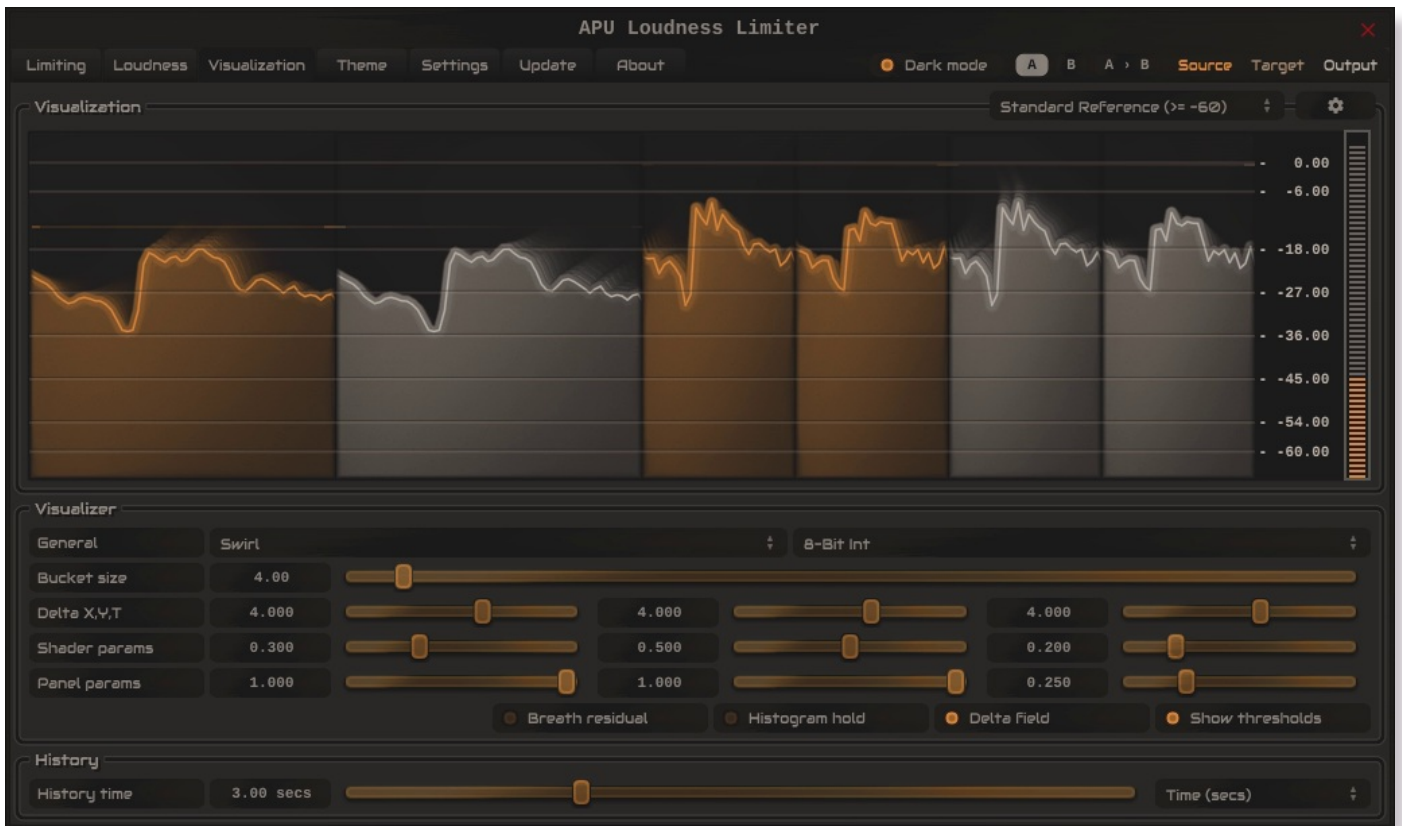 APU Loudness Limiter
Limiting Loudness Visualization Theme Settings Update About Dark mode A B A › B Source Target Output
Visualization Standard Reference (>= -60)
- 0.00
- -6.00
- -18.00
- -27.00
- -36.00
- -45.00
- -54.00
- -60.00
Visualizer
General Swirl 8-Bit Int
Bucket size 4.00
Delta X,Y,T 4.000 4.000 4.000
Shader params 0.300 0.500 0.200
Panel params 1.000 1.000 0.250
Breath residual Histogram hold Delta field Show thresholds
History
History time 3.00 secs Time (secs)